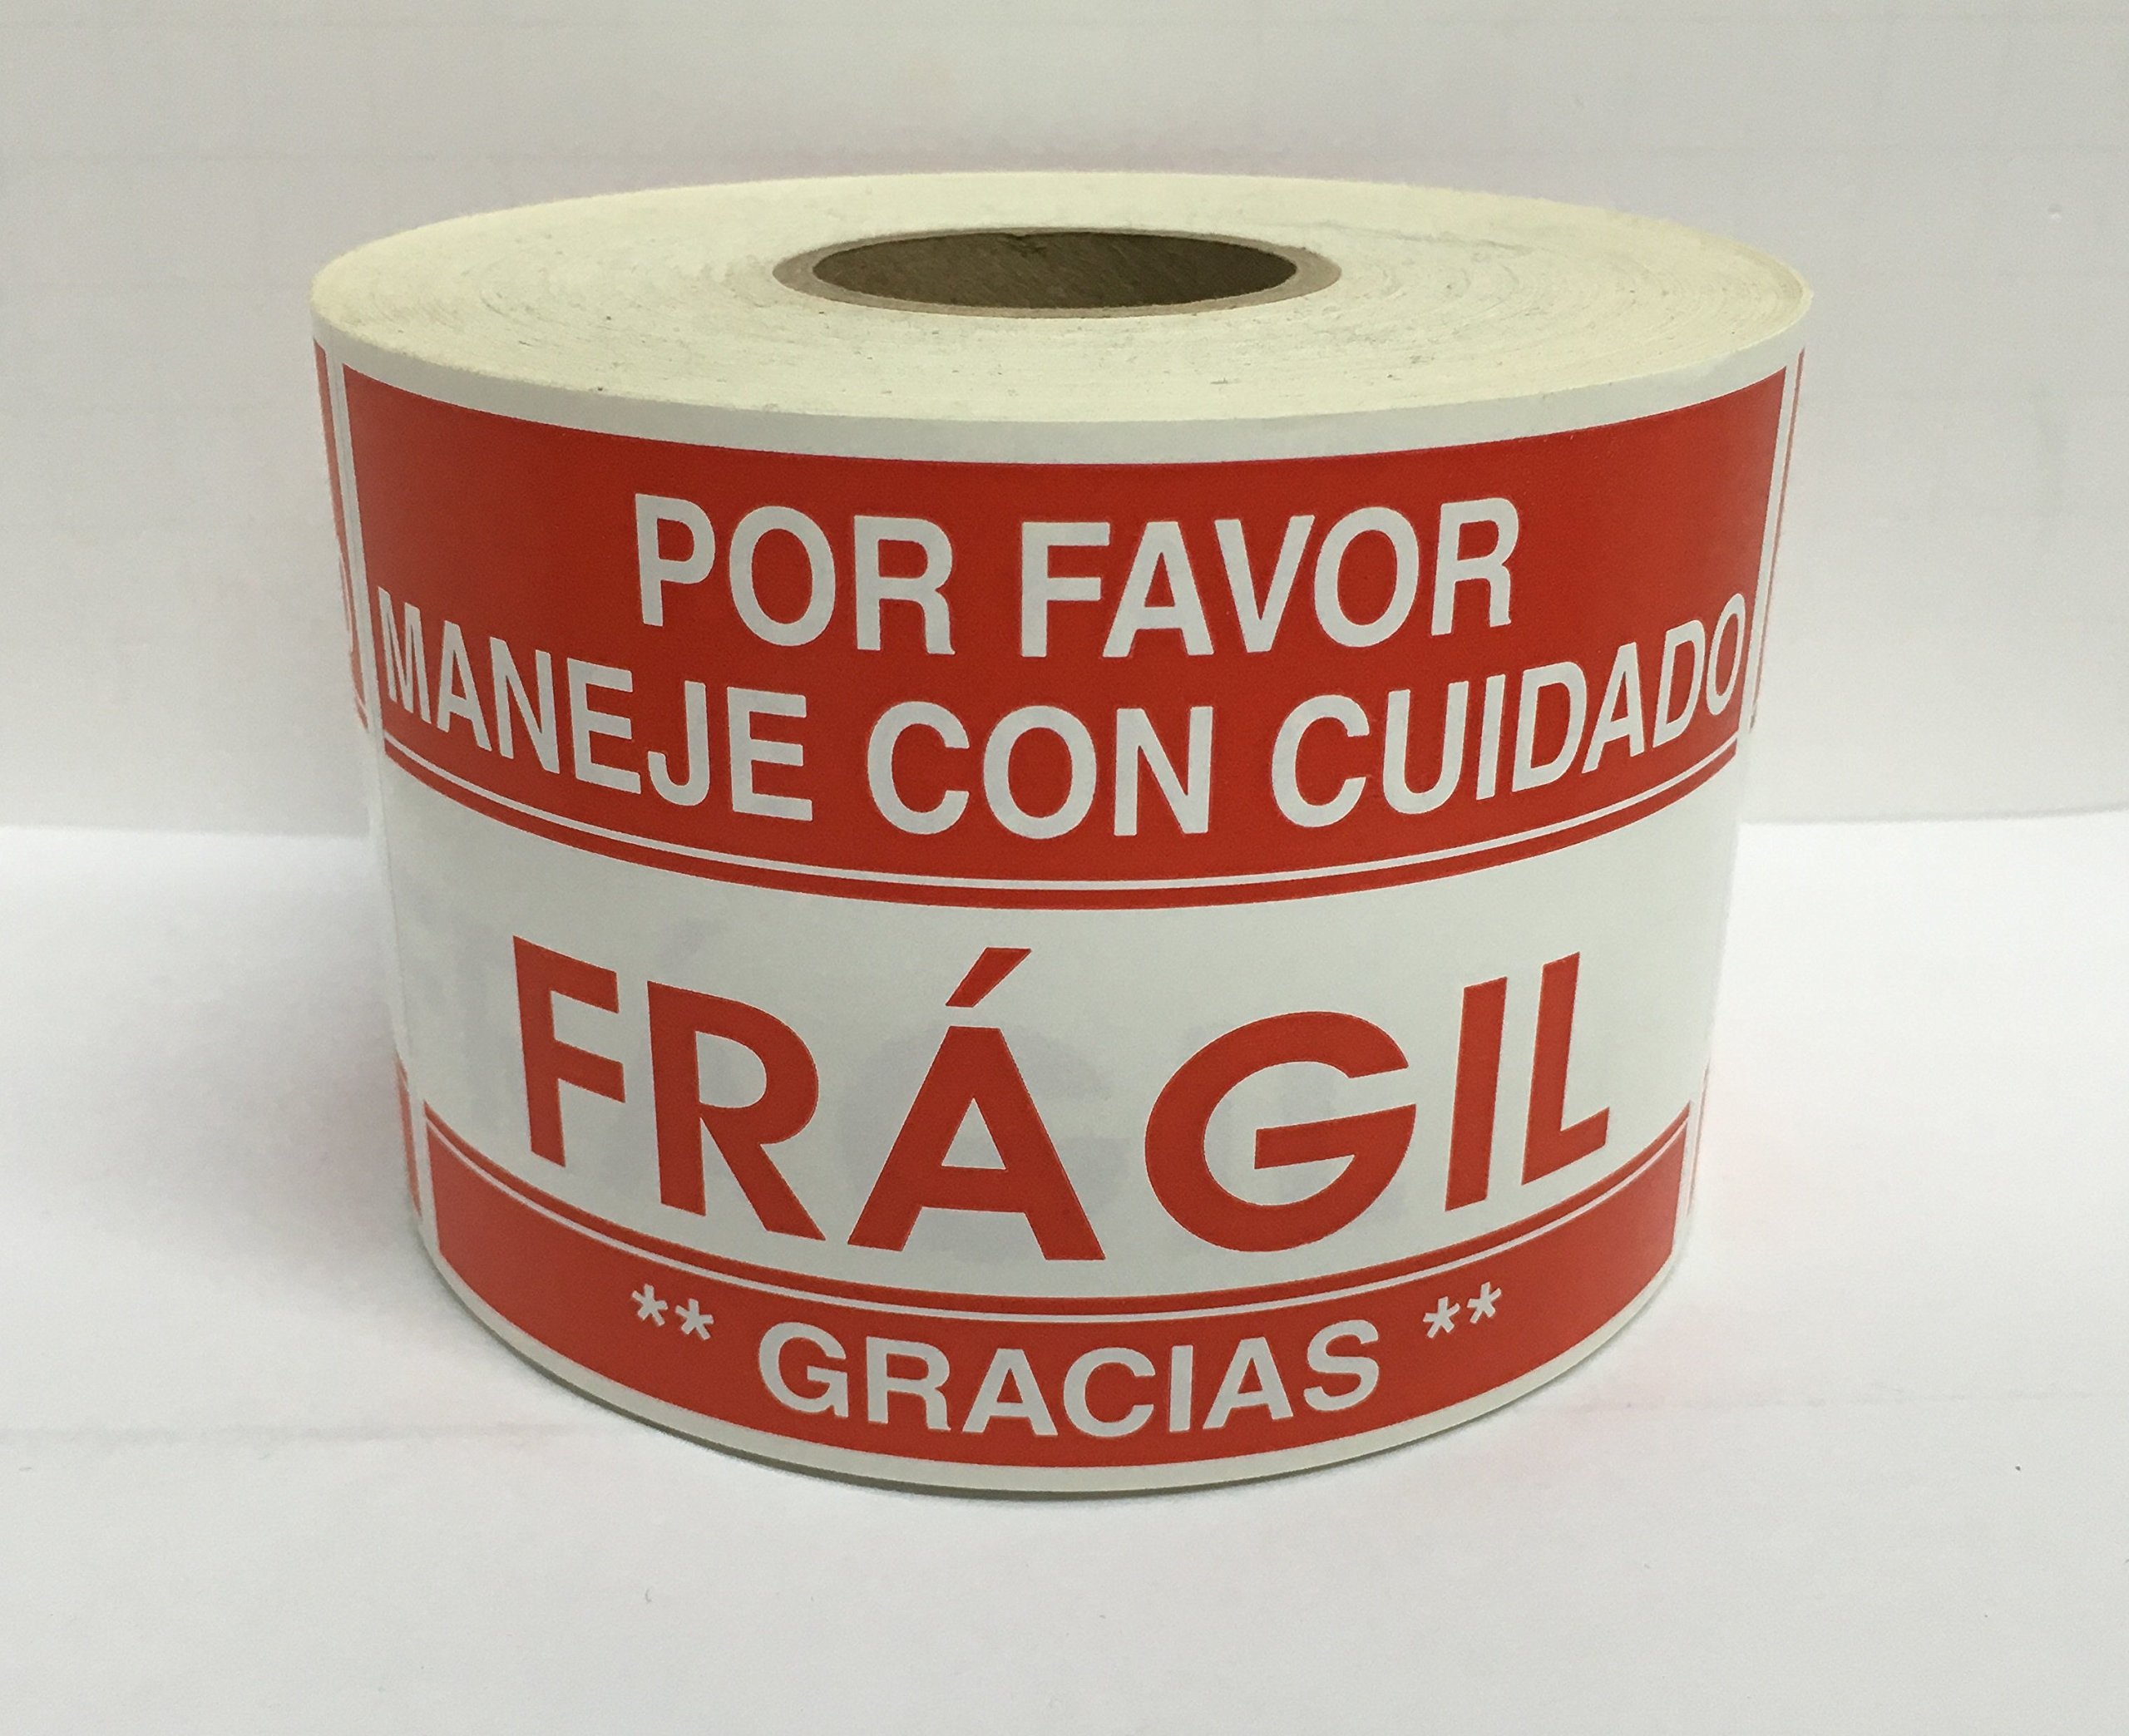 POR FAVOR
MANEJE CON CUIDADO
FRÁGIL
** GRACIAS **